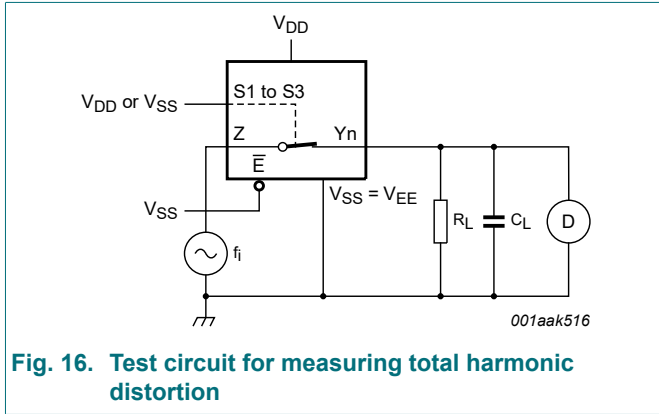 VDD
S1 to S3
VDD or VSS
Z
Yn
E
VSS = VEE
VSS
RL
CL
D
fi
001aak516
Fig. 16. Test circuit for measuring total harmonic
distortion